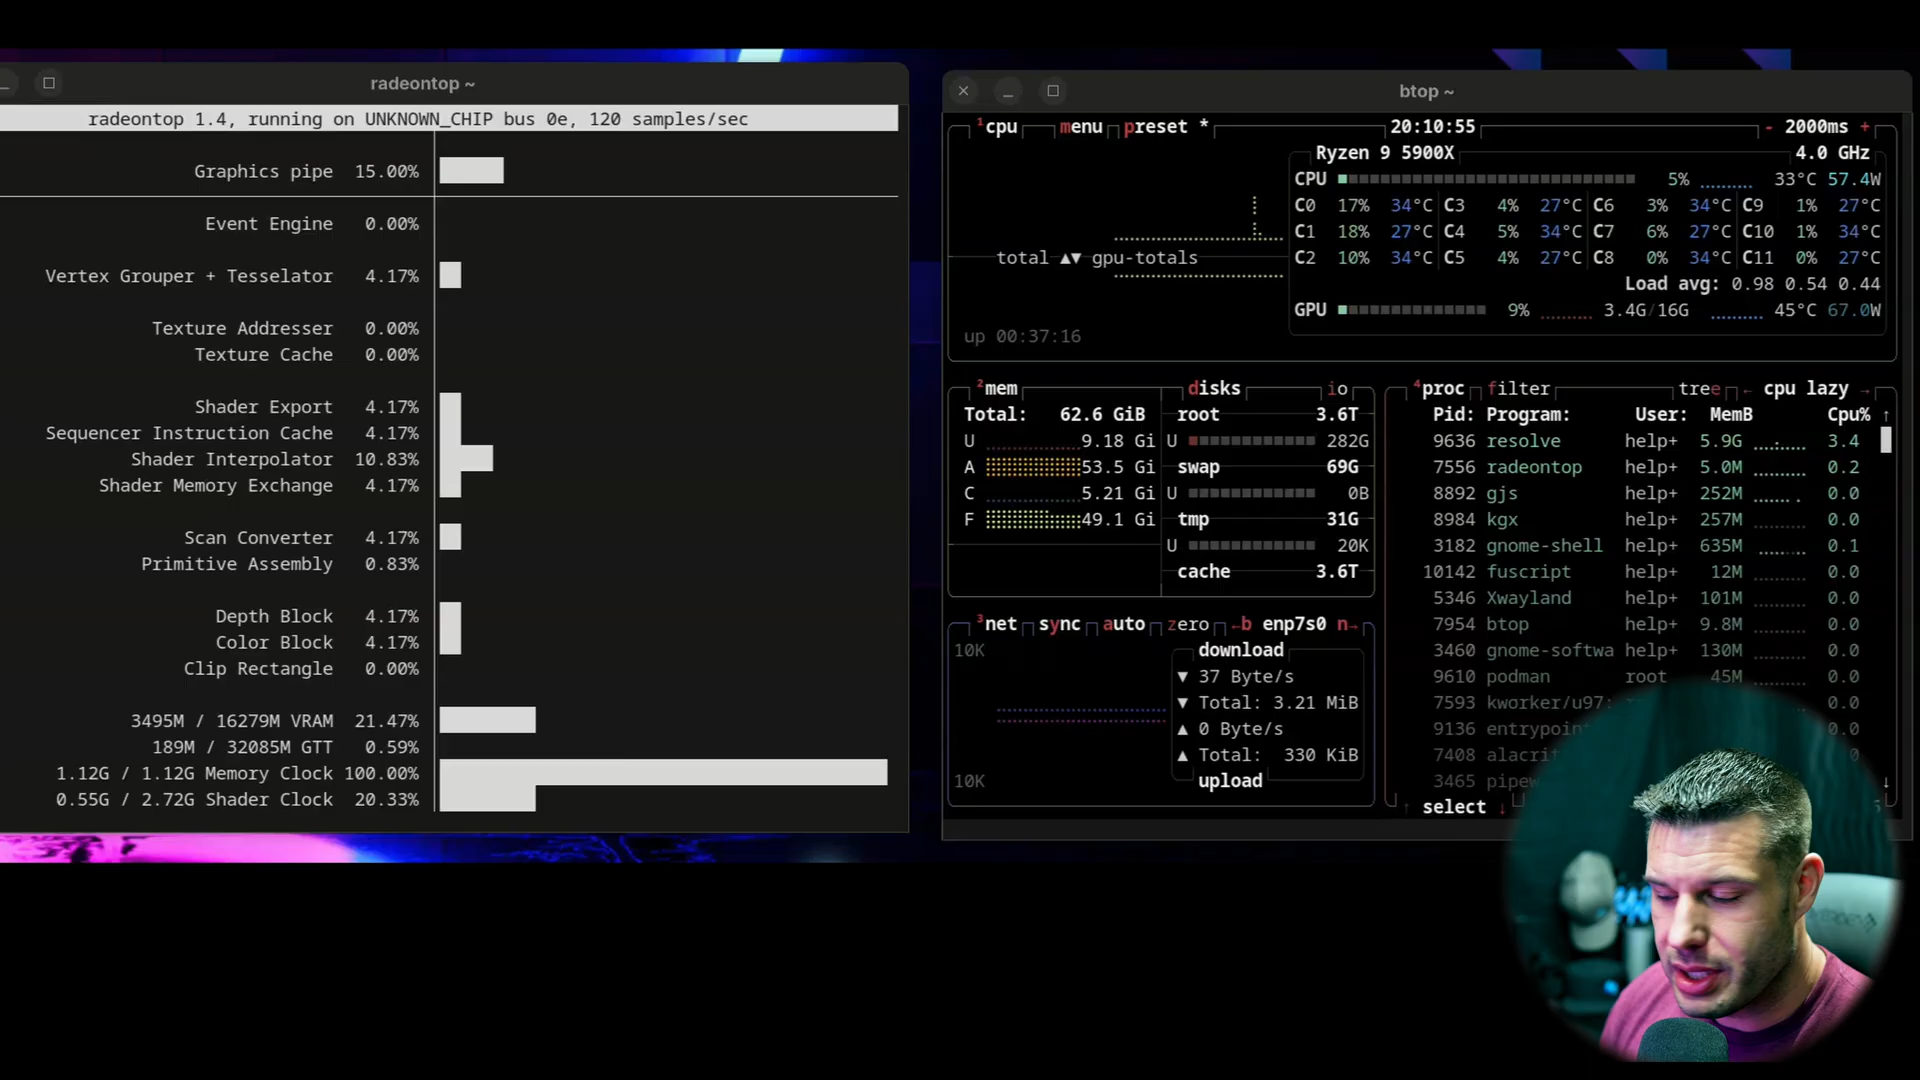 radeontop ~
radeontop 1.4, running on UNKNOWN_CHIP bus 0e, 120 samples/sec
Graphics pipe 15.00%
Event Engine 0.00%
Vertex Grouper + Tesselator 4.17%
Texture Addresser 0.00%
Texture Cache 0.00%
Shader Export 4.17%
Sequencer Instruction Cache 4.17%
Shader Interpolator 10.83%
Shader Memory Exchange 4.17%
Scan Converter 4.17%
Primitive Assembly 0.83%
Depth Block 4.17%
Color Block 4.17%
Clip Rectangle 0.00%
3495M / 16279M VRAM 21.47%
189M / 32085M GTT 0.59%
1.12G / 1.12G Memory Clock 100.00%
0.55G / 2.72G Shader Clock 20.33%
btop ~
¹cpu menu preset * 20:10:55 - 2000ms +
Ryzen 9 5900X 4.0 GHz
CPU 5% 33°C 57.4W
C0 17% 34°C C3 4% 27°C C6 3% 34°C C9 1% 27°C
C1 18% 27°C C4 5% 34°C C7 6% 27°C C10 1% 34°C
total ▲▼ gpu-totals
C2 10% 34°C C5 4% 27°C C8 0% 34°C C11 0% 27°C
Load avg: 0.98 0.54 0.44
GPU 9% 3.4G/16G 45°C 67.0W
up 00:37:16
²mem
Total: 62.6 GiB
U 9.18 Gi
A 53.5 Gi
C 5.21 Gi
F 49.1 Gi
disks io
root 3.6T
U 282G
swap 69G
U 0B
tmp 31G
U 20K
cache 3.6T
³net sync auto zero ←b enp7s0 n→
10K
download
▼ 37 Byte/s
▼ Total: 3.21 MiB
▲ 0 Byte/s
▲ Total: 330 KiB
10K
upload
⁴proc filter tree ← cpu lazy →
Pid: Program: User: MemB Cpu% ↑
9636 resolve help+ 5.9G 3.4
7556 radeontop help+ 5.0M 0.2
8892 gjs help+ 252M 0.0
8984 kgx help+ 257M 0.0
3182 gnome-shell help+ 635M 0.1
10142 fuscript help+ 12M 0.0
5346 Xwayland help+ 101M 0.0
7954 btop help+ 9.8M 0.0
3460 gnome-softwa help+ 130M 0.0
9610 podman root 45M 0.0
7593 kworker/u97: 0.0
9136 entrypoin 0.0
7408 alacrit
3465 pipew
↑ select ↓